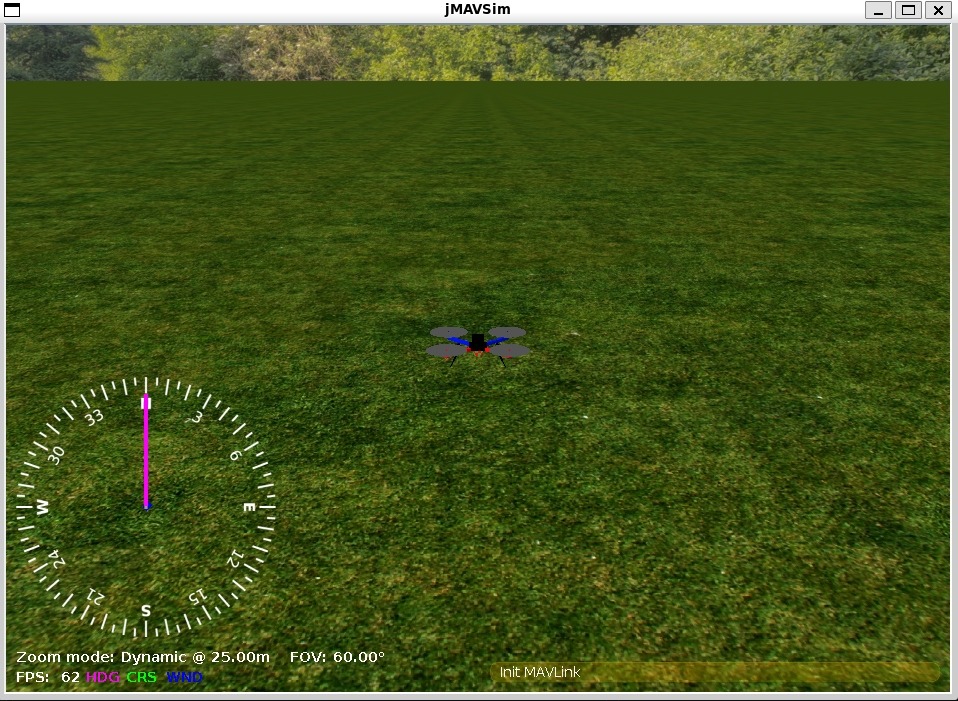 jMAVSim
N
33
3
30
6
W
E
24
12
21
15
S
Zoom mode: Dynamic @ 25.00m FOV: 60.00°
FPS: 62 HDG CRS WND
Init MAVLink